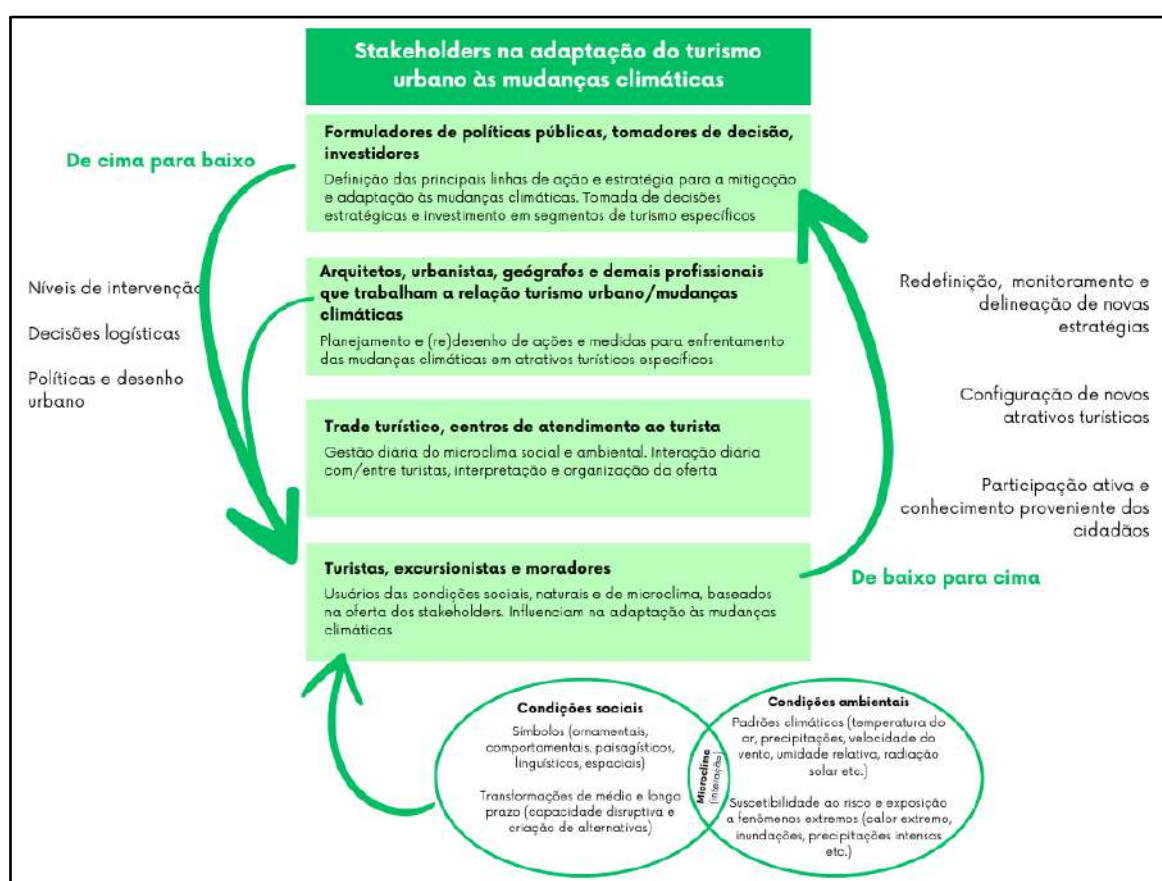 Stakeholders na adaptação do turismo
urbano às mudanças climáticas
De cima para baixo
Formuladores de políticas públicas, tomadores de decisão,
investidores
Definição das principais linhas de ação e estratégia para a mitigação
e adaptação às mudanças climáticas. Tomada de decisões
estratégicas e investimento em segmentos de turismo específicos
Níveis de intervenção
Decisões logísticas
Políticas e desenho
urbano
Arquitetos, urbanistas, geógrafos e demais profissionais
que trabalham a relação turismo urbano/mudanças
climáticas
Planejamento e (re)desenho de ações e medidas para enfrentamento
das mudanças climáticas em atrativos turísticos específicos
Redefinição, monitoramento e
delineação de novas
estratégias
Configuração de novos
atrativos turísticos
Participação ativa e
conhecimento proveniente dos
cidadãos
Trade turístico, centros de atendimento ao turista
Gestão diária do microclima social e ambiental. Interação diária
com/entre turistas, interpretação e organização da oferta
Turistas, excursionistas e moradores
Usuários das condições sociais, naturais e de microclima, baseados
na oferta dos stakeholders. Influenciam na adaptação às mudanças
climáticas
De baixo para cima
Condições sociais
Símbolos (ornamentais,
comportamentais, paisagísticos,
linguísticos, espaciais)
Transformações de médio e longo
prazo (capacidade disruptiva e
criação de alternativas)
Microclima
(interação)
Condições ambientais
Padrões climáticos (temperatura do
ar, precipitações, velocidade do
vento, umidade relativa, radiação
solar etc.)
Suscetibilidade ao risco e exposição
a fenômenos extremos (calor extremo,
inundações, precipitações intensas
etc.)